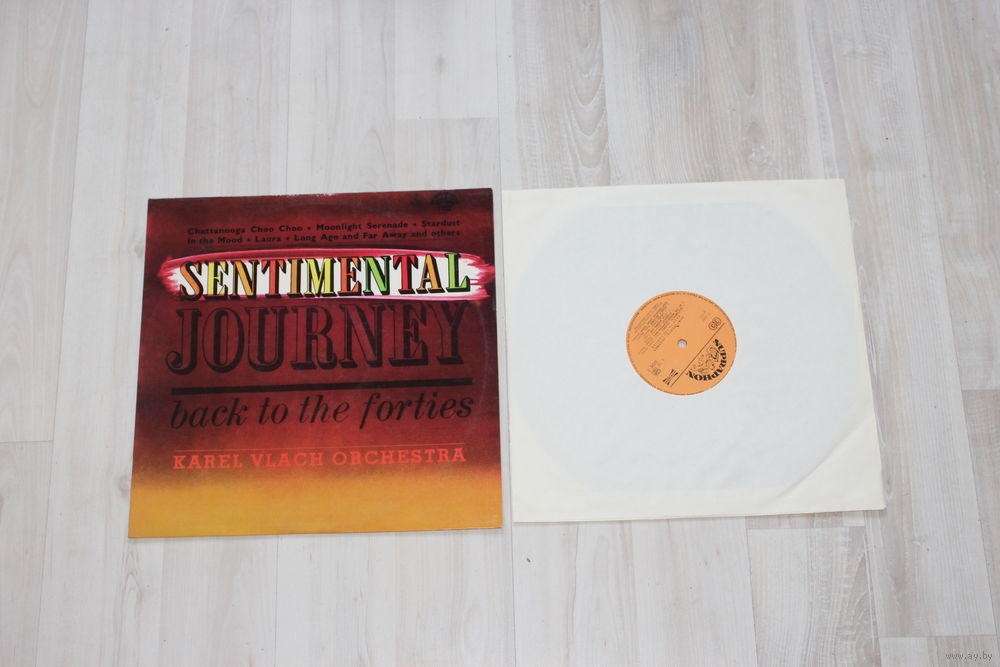 Chattanooga Choo Choo • Moonlight Serenade • Stardust
In the Mood • Laura • Long Ago and Far Away and others
SENTIMENTAL
JOURNEY
back to the forties
KAREL VLACH ORCHESTRA
SUPRAPHON
www.ay.by